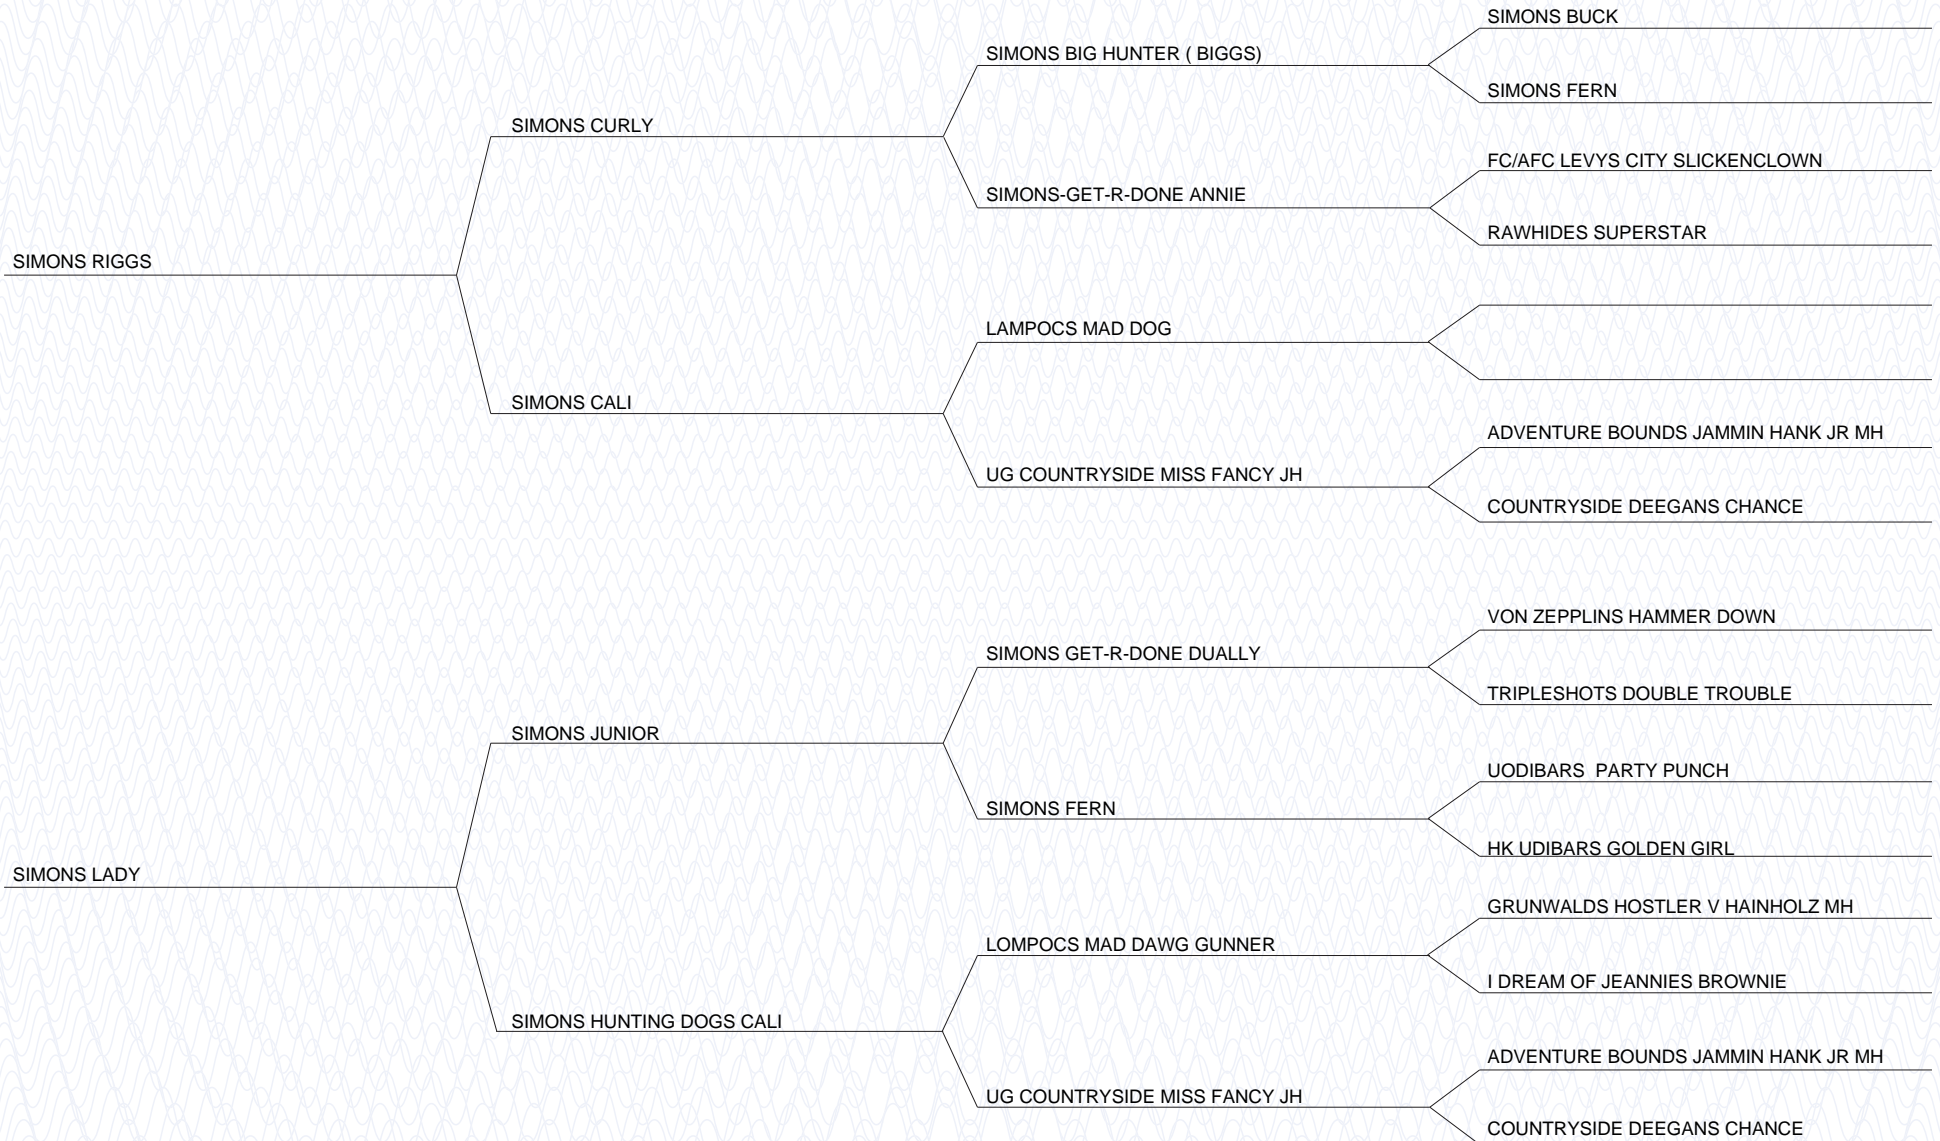 SIMONS BUCK
SIMONS BIG HUNTER ( BIGGS)
SIMONS FERN
SIMONS CURLY
FC/AFC LEVYS CITY SLICKENCLOWN
SIMONS-GET-R-DONE ANNIE
RAWHIDES SUPERSTAR
SIMONS RIGGS
LAMPOCS MAD DOG
SIMONS CALI
ADVENTURE BOUNDS JAMMIN HANK JR MH
UG COUNTRYSIDE MISS FANCY JH
COUNTRYSIDE DEEGANS CHANCE
VON ZEPPLINS HAMMER DOWN
SIMONS GET-R-DONE DUALLY
TRIPLESHOTS DOUBLE TROUBLE
SIMONS JUNIOR
UODIBARS  PARTY PUNCH
SIMONS FERN
HK UDIBARS GOLDEN GIRL
SIMONS LADY
GRUNWALDS HOSTLER V HAINHOLZ MH
LOMPOCS MAD DAWG GUNNER
I DREAM OF JEANNIES BROWNIE
SIMONS HUNTING DOGS CALI
ADVENTURE BOUNDS JAMMIN HANK JR MH
UG COUNTRYSIDE MISS FANCY JH
COUNTRYSIDE DEEGANS CHANCE